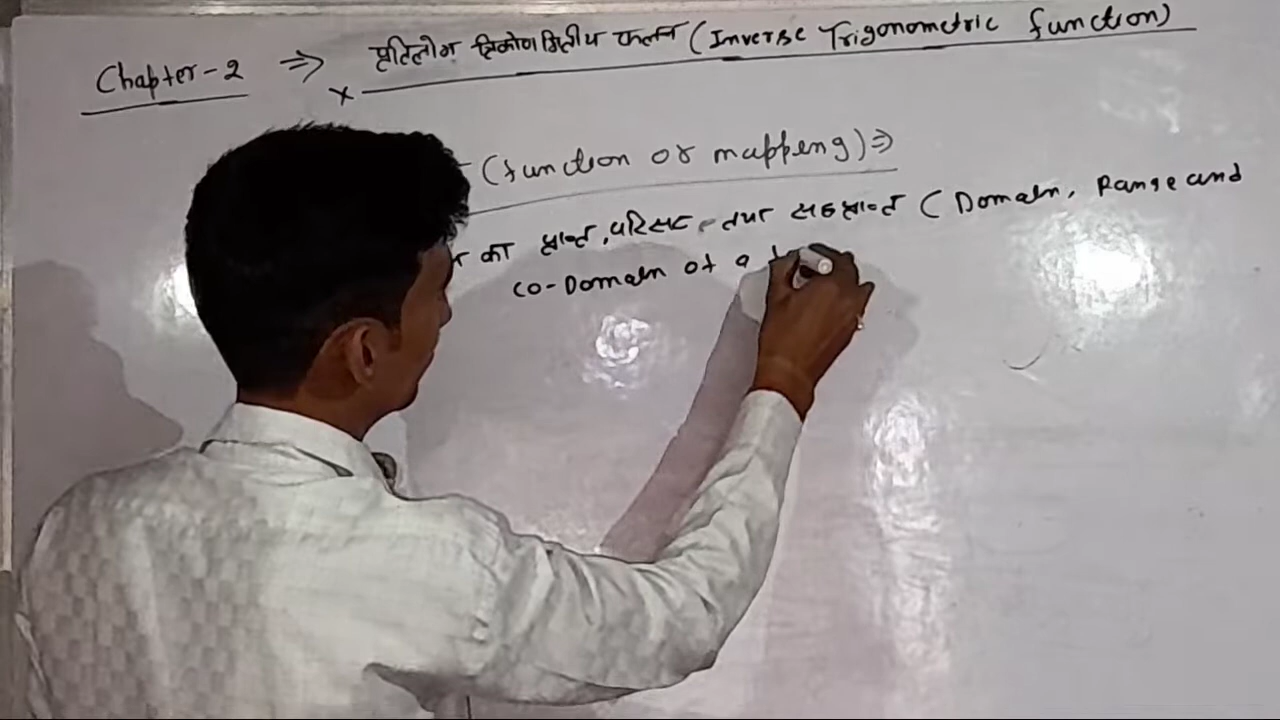 Chapter-2 ⇒ प्रतिलोम त्रिकोणमितीय फलन (Inverse Trigonometric function)
(function or mappeng) ⇒
का प्रान्त, परिसर तथा सहप्रान्त (Domain, Range and
co-Domain of a